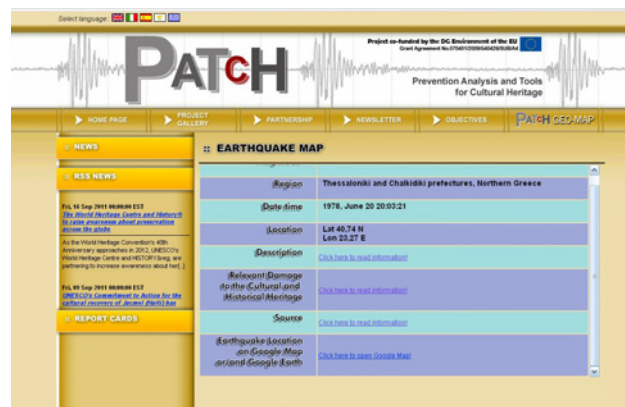 Select language:
Project co-funded by the DG Environment of the EU
PATCH
Prevention Analysis and Tools
for Cultural Heritage
HOME PAGE
PROJECT
GALLERY
PARTNERSHIP
NEWSLETTER
OBJECTIVES
PATCH GEO-MAP
:: NEWS
:: RSS NEWS
Fri, 16 Sep 2011 00:00:00 EST
The World Heritage Centre and History®
to raise awareness about preservation
across the globe
As the World Heritage Convention's 40th
Anniversary approaches in 2012, UNESCO's
World Heritage Centre and HISTORY&reg; are
partnering to increase awareness about her[..]
Fri, 09 Sep 2011 00:00:00 EST
UNESCO's Commitment to Action for the
cultural recovery of Jacmel (Haiti) has
:: REPORT CARDS
:: EARTHQUAKE MAP
Region
Thessaloniki and Chalkidiki prefectures, Northern Greece
Date/time
1978, June 20 20:03:21
Location
Lat 40,74 N
Lon 23,27 E
Description
Click here to read information!
Relevant Damage
to the Cultural and
Historical Heritage
Click here to read information!
Source
Click here to read information!
Earthquake Location
on Google Map
or/and Google Earth
Click here to open Google Map!